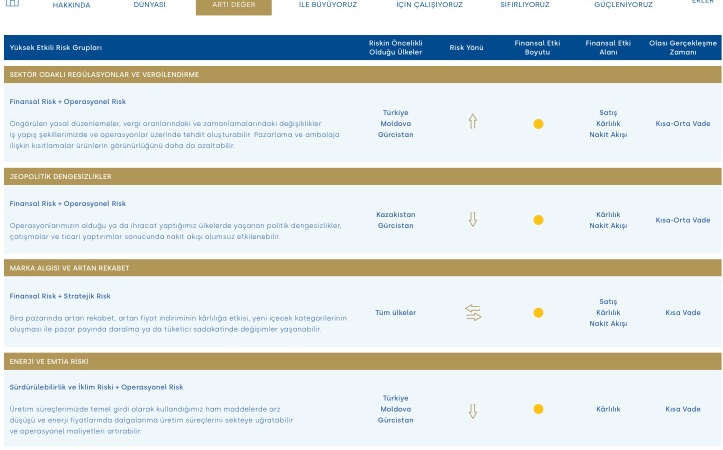 HAKKINDA
DÜNYASI
ARTI DEĞER
İLE BÜYÜYORUZ
İÇİN ÇALIŞIYORUZ
SIFIRLIYORUZ
GÜÇLENİYORUZ
EKLER
Yüksek Etkili Risk Grupları
Riskin Öncelikli
Olduğu Ülkeler
Risk Yönü
Finansal Etki
Boyutu
Finansal Etki
Alanı
Olası Gerçekleşme
Zamanı
SEKTÖR ODAKLI REGÜLASYONLAR VE VERGİLENDİRME
Finansal Risk + Operasyonel Risk
Öngörülen yasal düzenlemeler, vergi oranlarındaki ve zamanlamalarındaki değişiklikler
iş yapış şekillerimizde ve operasyonlar üzerinde tehdit oluşturabilir. Pazarlama ve ambalaja
ilişkin kısıtlamalar ürünlerin görünürlüğünü daha da azaltabilir.
Türkiye
Moldova
Gürcistan
Satış
Kârlılık
Nakit Akışı
Kısa-Orta Vade
JEOPOLİTİK DENGESİZLİKLER
Finansal Risk + Operasyonel Risk
Operasyonlarımızın olduğu ya da ihracat yaptığımız ülkelerde yaşanan politik dengesizlikler,
çatışmalar ve ticari yaptırımlar sonucunda nakit akışı olumsuz etkilenebilir.
Kazakistan
Gürcistan
Kârlılık
Nakit Akışı
Kısa-Orta Vade
MARKA ALGISI VE ARTAN REKABET
Finansal Risk + Stratejik Risk
Bira pazarında artan rekabet, artan fiyat indiriminin kârlılığa etkisi, yeni içecek kategorilerinin
oluşması ile pazar payında daralma ya da tüketici sadakatinde değişimler yaşanabilir.
Tüm ülkeler
Satış
Kârlılık
Nakit Akışı
Kısa Vade
ENERJİ VE EMTİA RİSKİ
Sürdürülebilirlik ve İklim Riski + Operasyonel Risk
Üretim süreçlerimizde temel girdi olarak kullandığımız ham maddelerde arz
düşüşü ve enerji fiyatlarında dalgalanma üretim süreçlerini sekteye uğratabilir
ve operasyonel maliyetleri artırabilir.
Türkiye
Moldova
Gürcistan
Kârlılık
Kısa Vade